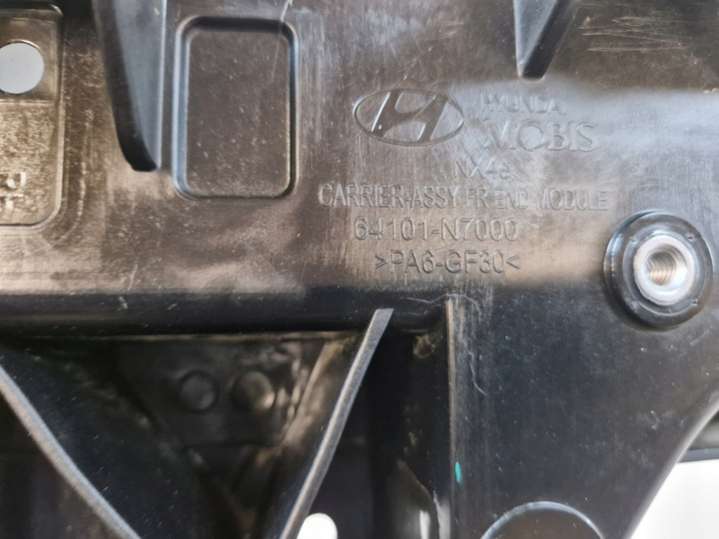 HYUNDAI
MOBIS
NX4e
CARRIER-ASSY FR END MODULE
64101-N7000
>PA6-GF30<